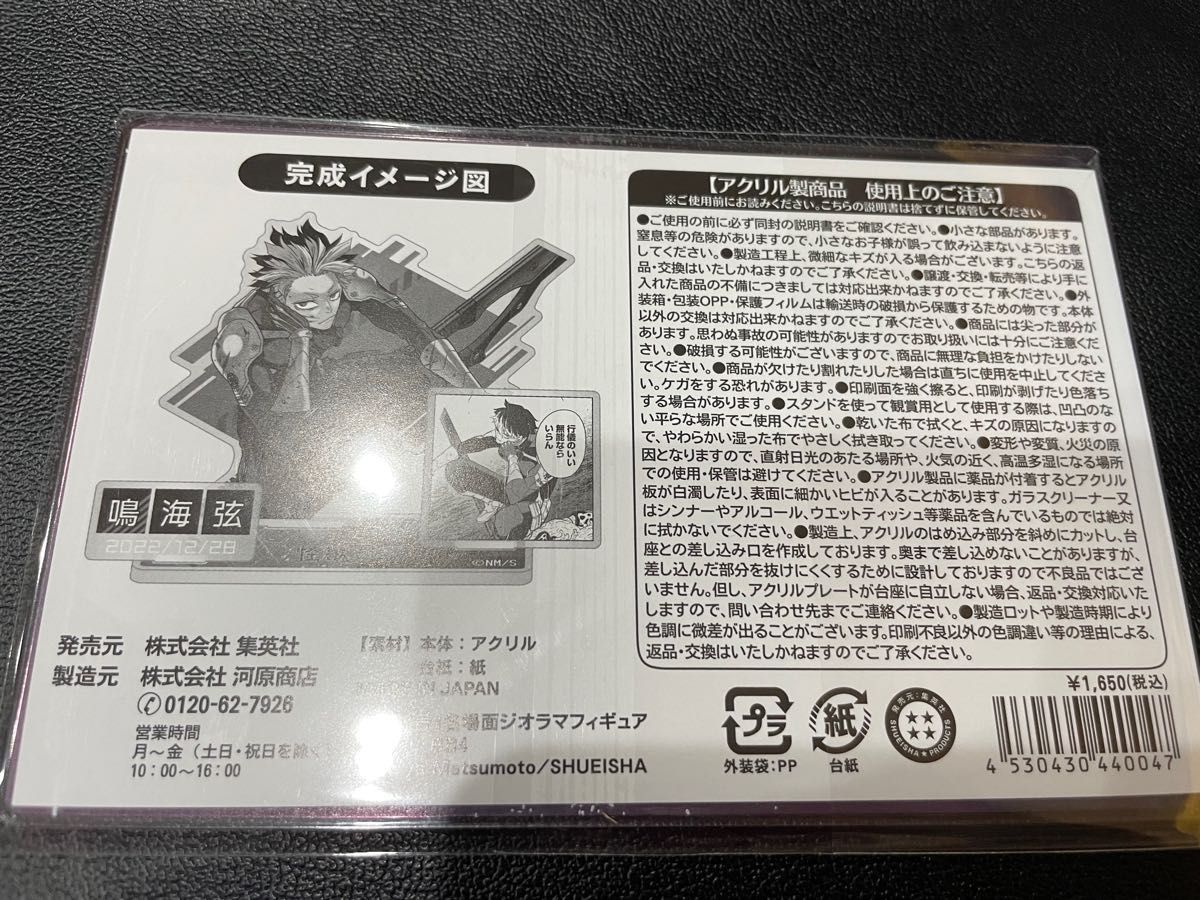 完成イメージ図
行儀のいい
無能なら
いらん
鳴海弦
2022/12/28
©NM/S
発売元 株式会社 集英社
製造元 株式会社 河原商店
0120-62-7926
営業時間
月〜金（土日・祝日を除く
10：00〜16：00
【素材】本体：アクリル
台紙：紙
IN JAPAN
場面ジオラマフィギュア
Matsumoto/SHUEISHA
【アクリル製商品 使用上のご注意】
※ご使用前にお読みください。こちらの説明書は捨てずに保管してください。
●ご使用の前に必ず同封の説明書をご確認ください。●小さな部品があります。
窒息等の危険がありますので、小さなお子様が誤って飲み込まないように注意
してください。●製造工程上、微細なキズが入る場合がございます。こちらの返
品・交換はいたしかねますのでご了承ください。●譲渡・交換・転売等により手に
入れた商品の不備につきましては対応出来かねますのでご了承ください。●外
装箱・包装OPP・保護フィルムは輸送時の破損から保護するための物です。本体
以外の交換は対応出来かねますのでご了承ください。●商品には尖った部分が
あります。思わぬ事故の可能性がありますのでお取り扱いには十分にご注意くだ
さい。●破損する可能性がございますので、商品に無理な負担をかけたりしない
でください。●商品が欠けたり割れたりした場合は直ちに使用を中止してくださ
い。ケガをする恐れがあります。●印刷面を強く擦ると、印刷が剥げたり色落ち
する場合があります。●スタンドを使って観賞用として使用する際は、凹凸のな
い平らな場所でご使用ください。●乾いた布で拭くと、キズの原因になりますの
で、やわらかい湿った布でやさしく拭き取ってください。●変形や変質、火災の原
因となりますので、直射日光のあたる場所や、火気の近く、高温多湿になる場所
での使用・保管は避けてください。●アクリル製品に薬品が付着するとアクリル
板が白濁したり、表面に細かいヒビが入ることがあります。ガラスクリーナー又
はシンナーやアルコール、ウエットティッシュ等薬品を含んでいるものでは絶対
に拭かないでください。●製造上、アクリルのはめ込み部分を斜めにカットし、台
座との差し込み口を作成しております。奥まで差し込めないことがありますが、
差し込んだ部分を抜けにくくするために設計しておりますので不良品ではござ
いません。但し、アクリルプレートが台座に自立しない場合、返品・交換対応いた
しますので、問い合わせ先までご連絡ください。●製造ロットや製造時期により
色調に微差が出ることがございます。印刷不良以外の色調違い等の理由による、
返品・交換はいたしかねますのでご了承ください。
¥1,650(税込)
プラ
外装袋：PP
紙
台紙
発売元：集英社
SHUEISHA PRODUCTS
4 530430 440047